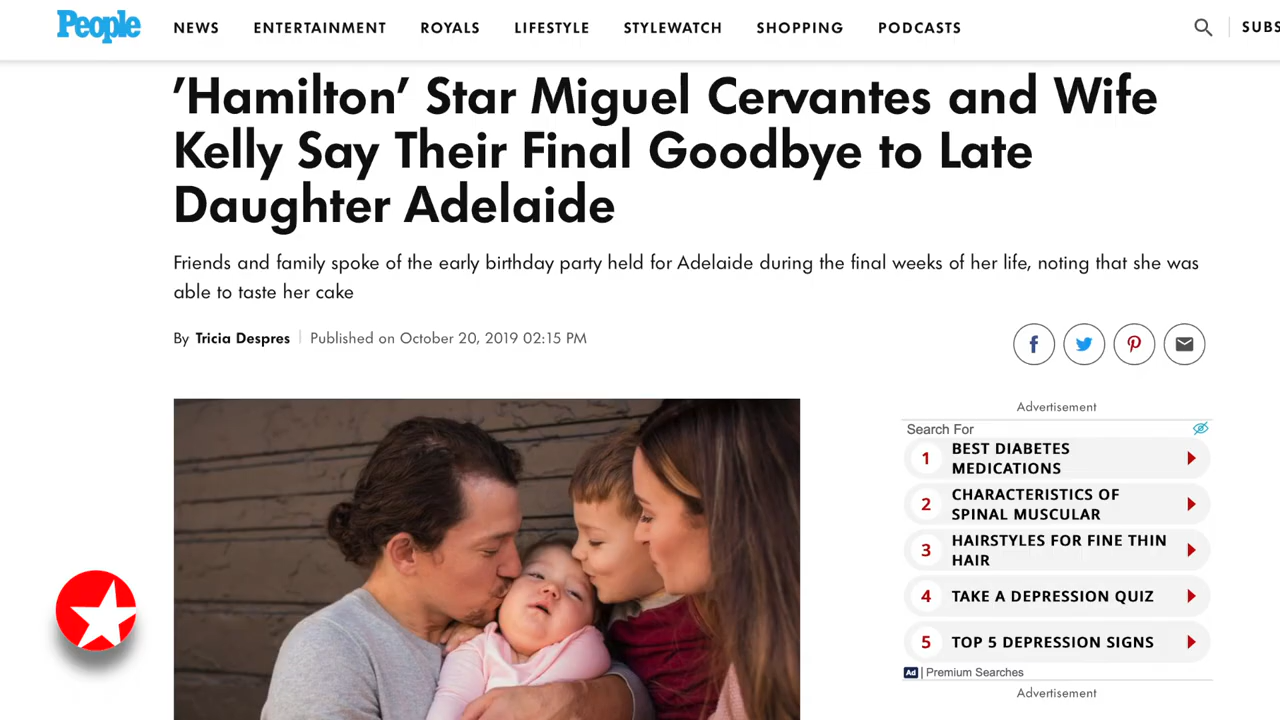 People NEWS ENTERTAINMENT ROYALS LIFESTYLE STYLEWATCH SHOPPING PODCASTS SUBS
’Hamilton’ Star Miguel Cervantes and Wife
Kelly Say Their Final Goodbye to Late
Daughter Adelaide
Friends and family spoke of the early birthday party held for Adelaide during the final weeks of her life, noting that she was
able to taste her cake
By Tricia Despres | Published on October 20, 2019 02:15 PM
Advertisement
Search For
1 BEST DIABETES
MEDICATIONS
2 CHARACTERISTICS OF
SPINAL MUSCULAR
3 HAIRSTYLES FOR FINE THIN
HAIR
4 TAKE A DEPRESSION QUIZ
5 TOP 5 DEPRESSION SIGNS
Ad | Premium Searches
Advertisement